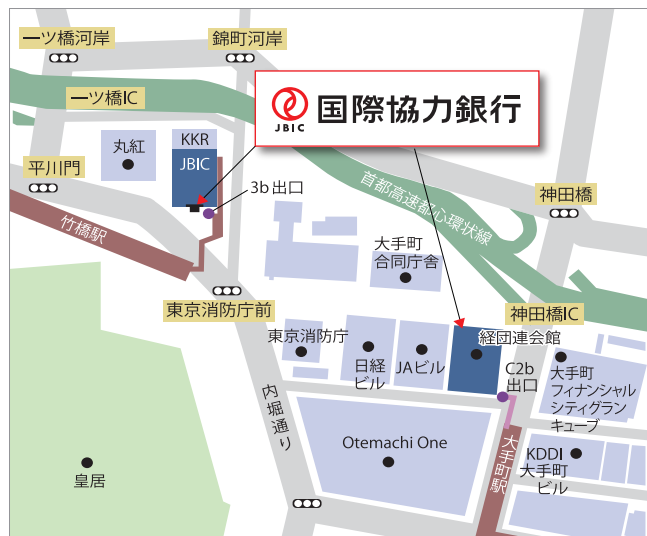 一ツ橋河岸
錦町河岸
一ツ橋IC
JBIC
国際協力銀行
丸紅
KKR
JBIC
平川門
3b 出口
竹橋駅
首都高速都心環状線
神田橋
大手町
合同庁舎
東京消防庁前
神田橋IC
東京消防庁
日経
ビル
JAビル
経団連会館
C2b
出口
大手町
フィナンシャル
シティグラン
キューブ
内堀通り
Otemachi One
大手町駅
KDDI
大手町
ビル
皇居